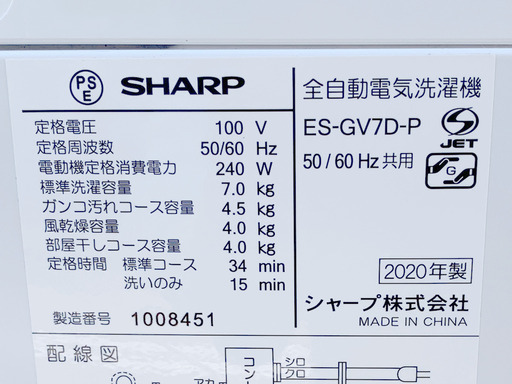 PS
E
SHARP
全自動電気洗濯機
定格電圧 100 V
定格周波数 50/60 Hz
電動機定格消費電力 240 W
標準洗濯容量 7.0 kg
ガンコ汚れコース容量 4.5 kg
風乾燥容量 4.0 kg
部屋干しコース容量 4.0 kg
定格時間 標準コース 34 min
洗いのみ 15 min
製造番号 1008451
ES-GV7D-P
JET
50/60 Hz共用
G
2020年製
シャープ株式会社
MADE IN CHINA
配線図
シロ
クロ